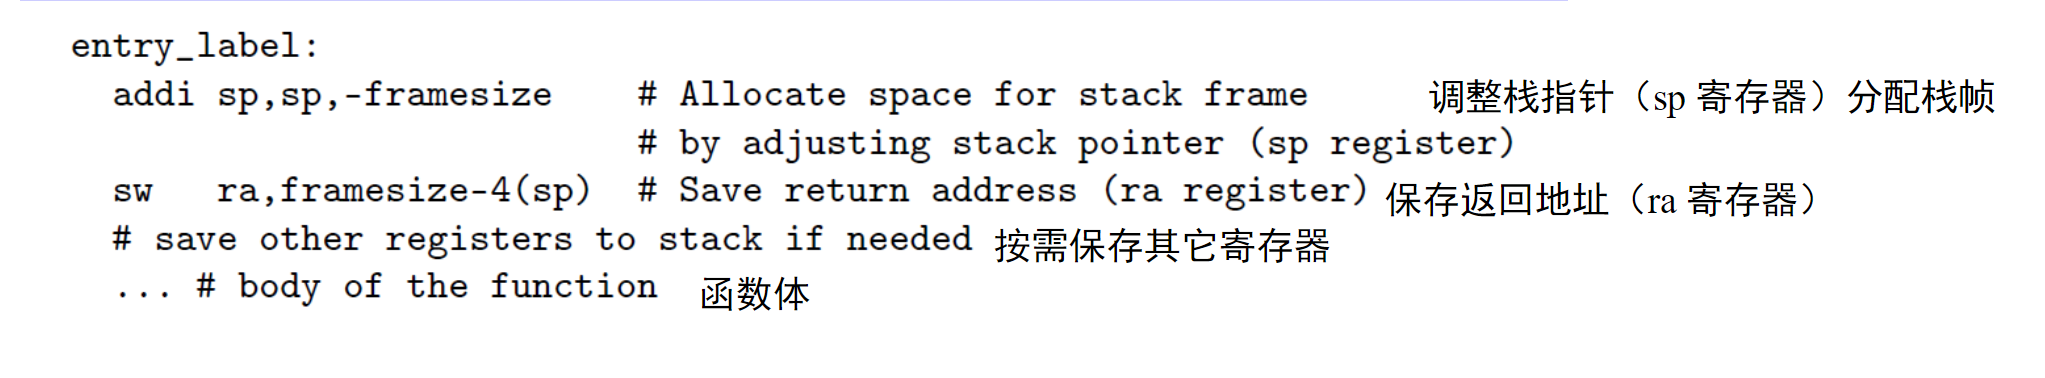 entry_label:
addi sp,sp,-framesize # Allocate space for stack frame 调整栈指针（sp 寄存器）分配栈帧
# by adjusting stack pointer (sp register)
sw ra,framesize-4(sp) # Save return address (ra register) 保存返回地址（ra 寄存器）
# save other registers to stack if needed 按需保存其它寄存器
... # body of the function 函数体